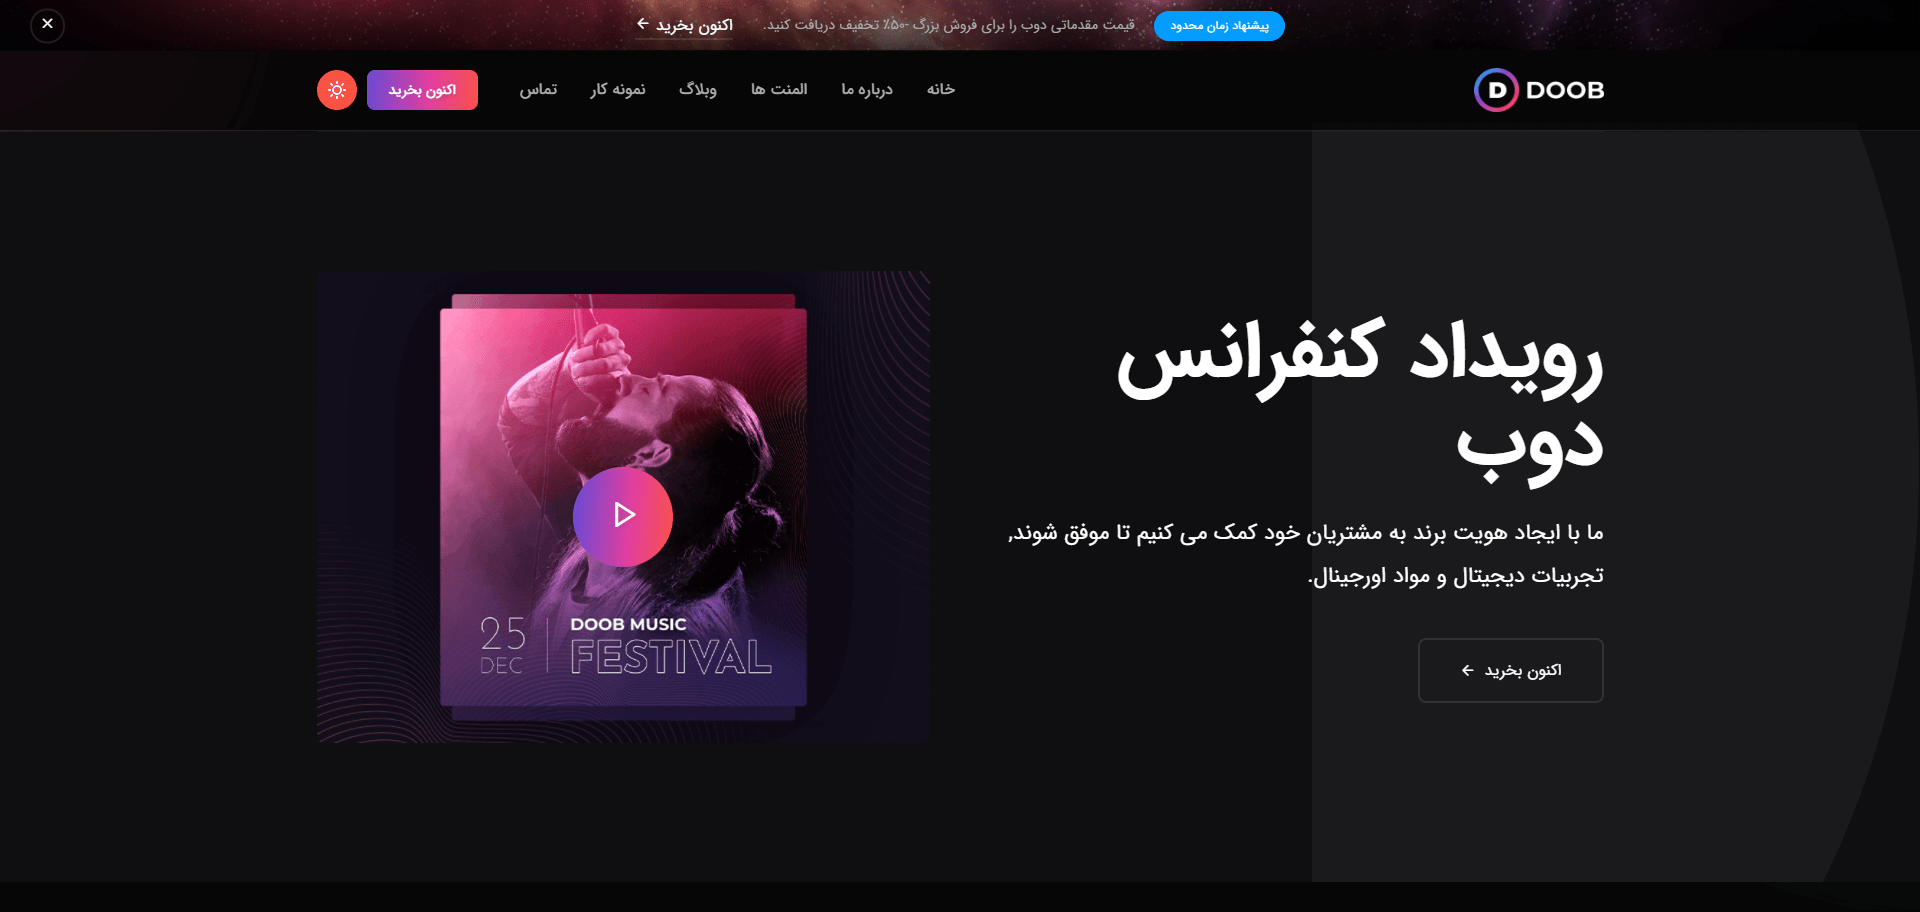 پیشنهاد زمان محدود
قیمت مقدماتی دوب را برای فروش بزرگ -۵۰٪ تخفیف دریافت کنید.
اکنون بخرید ←
D DOOB
خانه
درباره ما
المنت ها
وبلاگ
نمونه کار
تماس
اکنون بخرید
رویداد کنفرانس
دوب
ما با ایجاد هویت برند به مشتریان خود کمک می کنیم تا موفق شوند,
تجربیات دیجیتال و مواد اورجینال.
اکنون بخرید ←
25
DEC
DOOB MUSIC
FESTIVAL